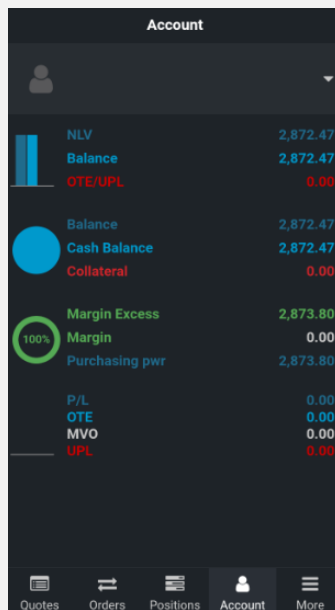 Account
NLV 2,872.47
Balance 2,872.47
OTE/UPL 0.00
Balance 2,872.47
Cash Balance 2,872.47
Collateral 0.00
100%
Margin Excess 2,873.80
Margin 0.00
Purchasing pwr 2,873.80
P/L 0.00
OTE 0.00
MVO 0.00
UPL 0.00
Quotes Orders Positions Account More